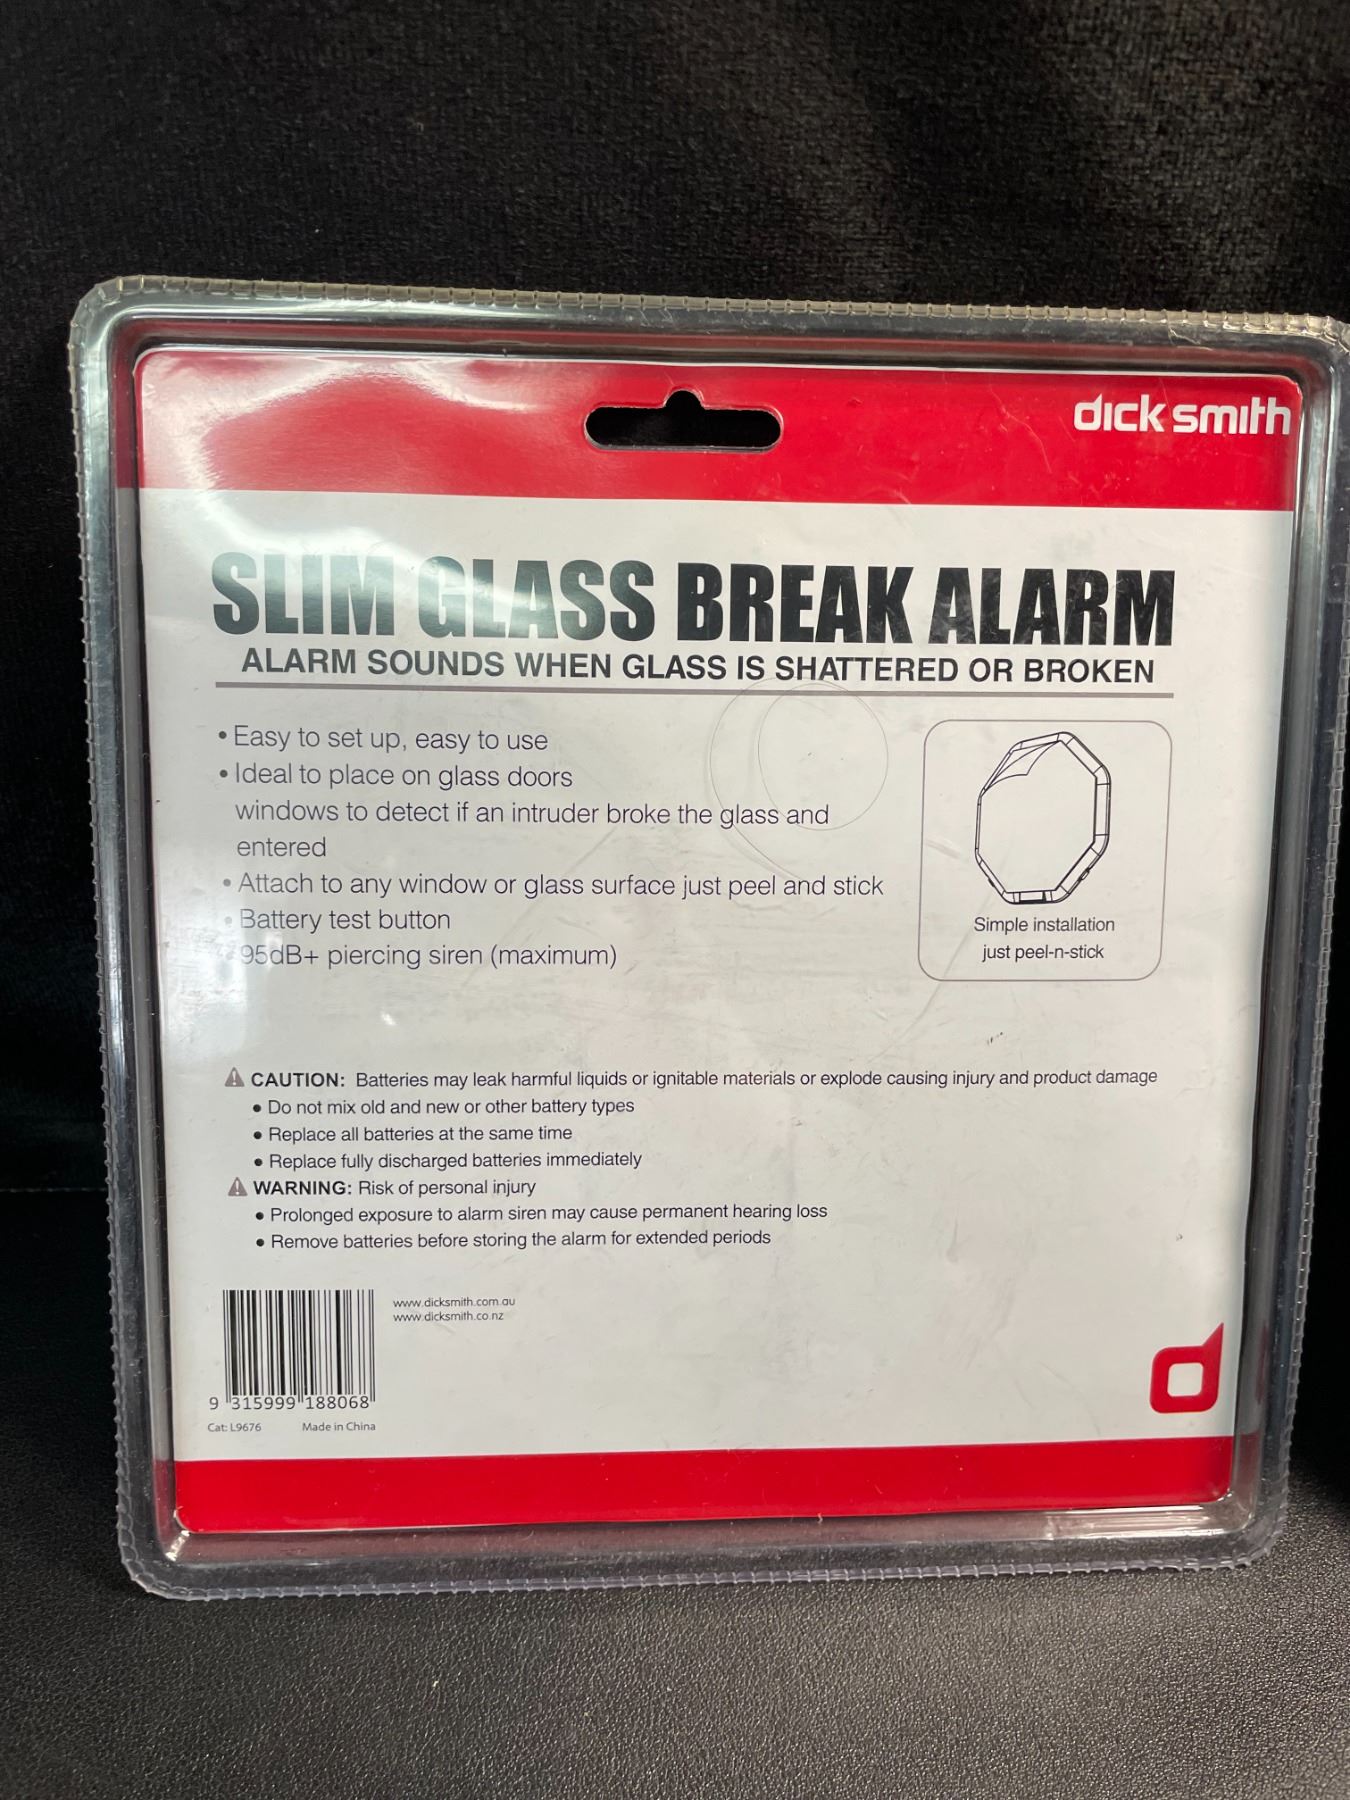 dick smith
SLIM GLASS BREAK ALARM
ALARM SOUNDS WHEN GLASS IS SHATTERED OR BROKEN
• Easy to set up, easy to use
• Ideal to place on glass doors
windows to detect if an intruder broke the glass and
entered
• Attach to any window or glass surface just peel and stick
• Battery test button
• 95dB+ piercing siren (maximum)
Simple installation
just peel-n-stick
CAUTION: Batteries may leak harmful liquids or ignitable materials or explode causing injury and product damage
• Do not mix old and new or other battery types
• Replace all batteries at the same time
• Replace fully discharged batteries immediately
WARNING: Risk of personal injury
• Prolonged exposure to alarm siren may cause permanent hearing loss
• Remove batteries before storing the alarm for extended periods
www.dicksmith.com.au
www.dicksmith.co.nz
9 315999 188068
Cat: L9676 Made in China
d